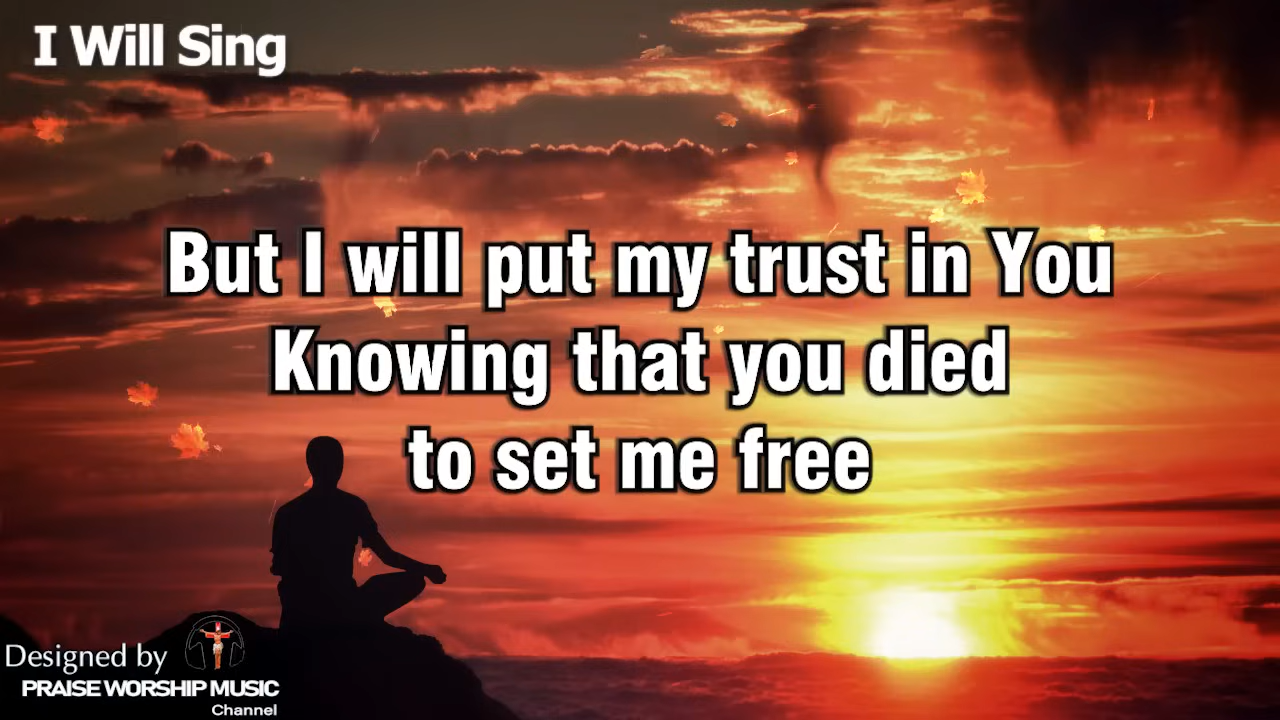 I Will Sing
But I will put my trust in You
Knowing that you died
to set me free
Designed by
PRAISE WORSHIP MUSIC
Channel